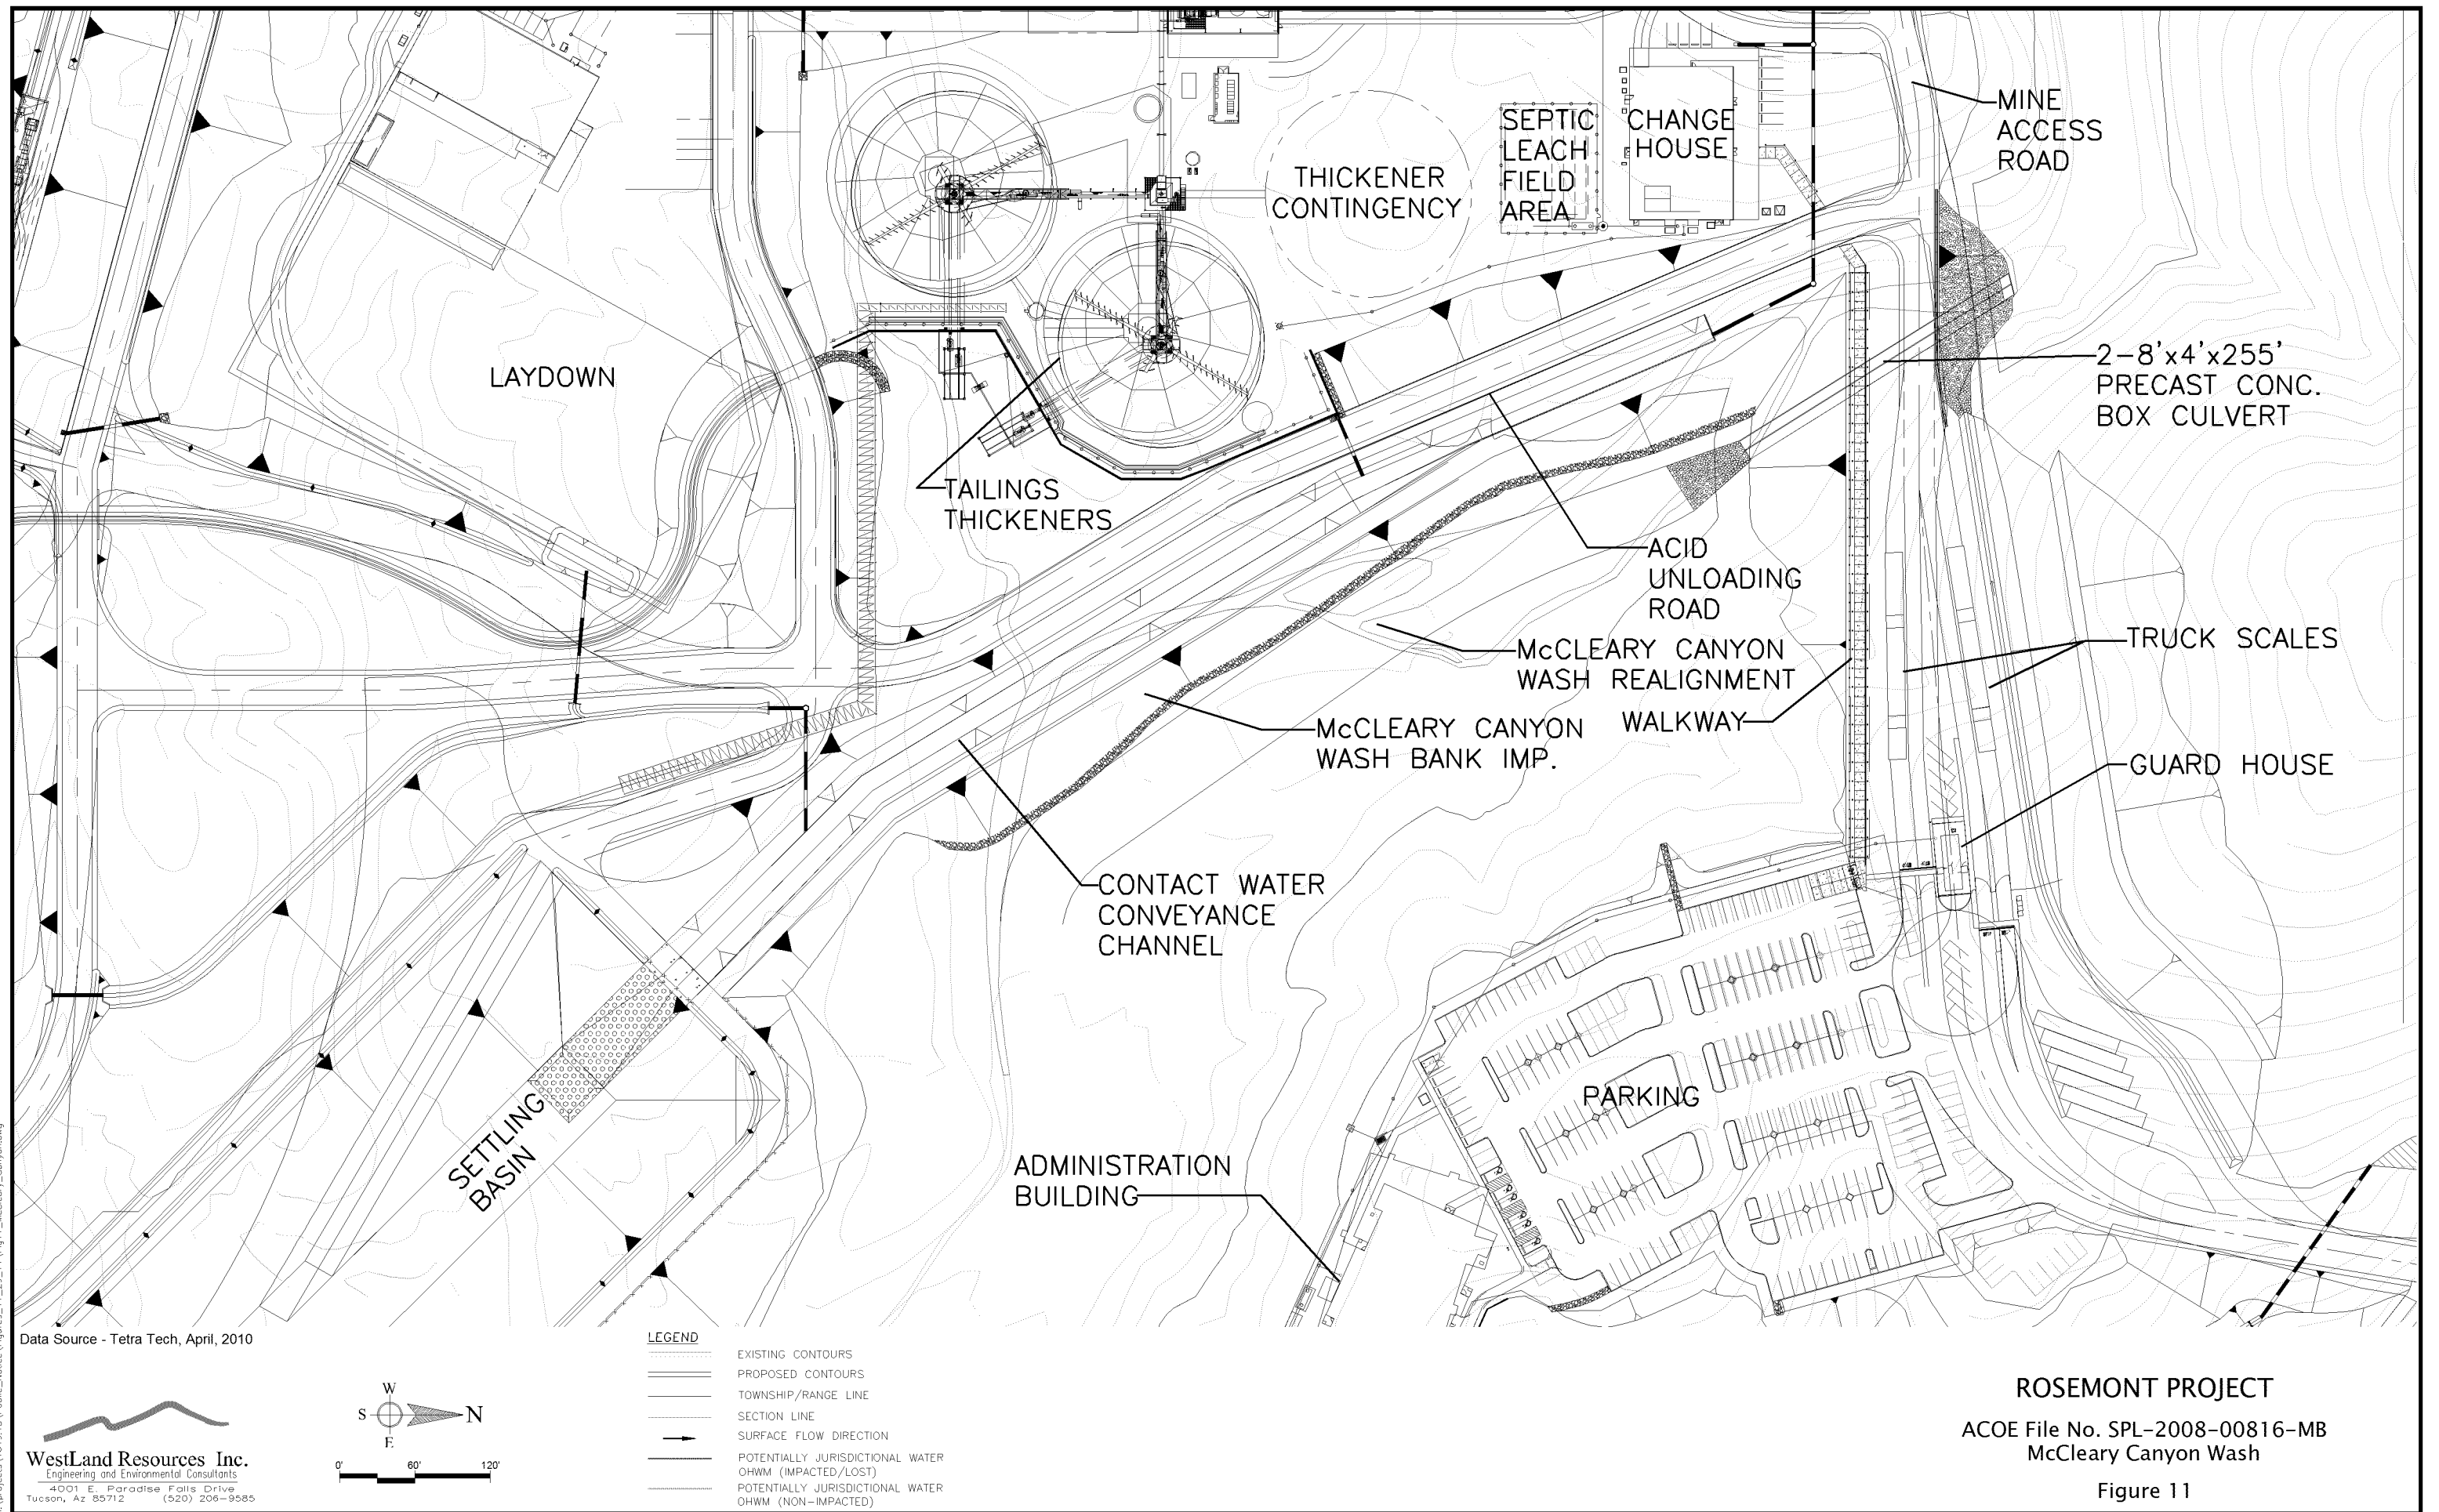 MINE
ACCESS
ROAD
SEPTIC
LEACH
FIELD
AREA
CHANGE
HOUSE
THICKENER
CONTINGENCY
2-8'x4'x255'
PRECAST CONC.
BOX CULVERT
LAYDOWN
TAILINGS
THICKENERS
ACID
UNLOADING
ROAD
McCLEARY CANYON
WASH REALIGNMENT
TRUCK SCALES
McCLEARY CANYON
WASH BANK IMP.
WALKWAY
GUARD HOUSE
CONTACT WATER
CONVEYANCE
CHANNEL
SETTLING
BASIN
PARKING
ADMINISTRATION
BUILDING
Data Source - Tetra Tech, April, 2010
WestLand Resources Inc.
Engineering and Environmental Consultants
4001 E. Paradise Falls Drive
Tucson, Az 85712 (520) 206-9585
W
S
N
E
0' 60' 120'
LEGEND
EXISTING CONTOURS
PROPOSED CONTOURS
TOWNSHIP/RANGE LINE
SECTION LINE
SURFACE FLOW DIRECTION
POTENTIALLY JURISDICTIONAL WATER
OHWM (IMPACTED/LOST)
POTENTIALLY JURISDICTIONAL WATER
OHWM (NON-IMPACTED)
ROSEMONT PROJECT
ACOE File No. SPL-2008-00816-MB
McCleary Canyon Wash
Figure 11